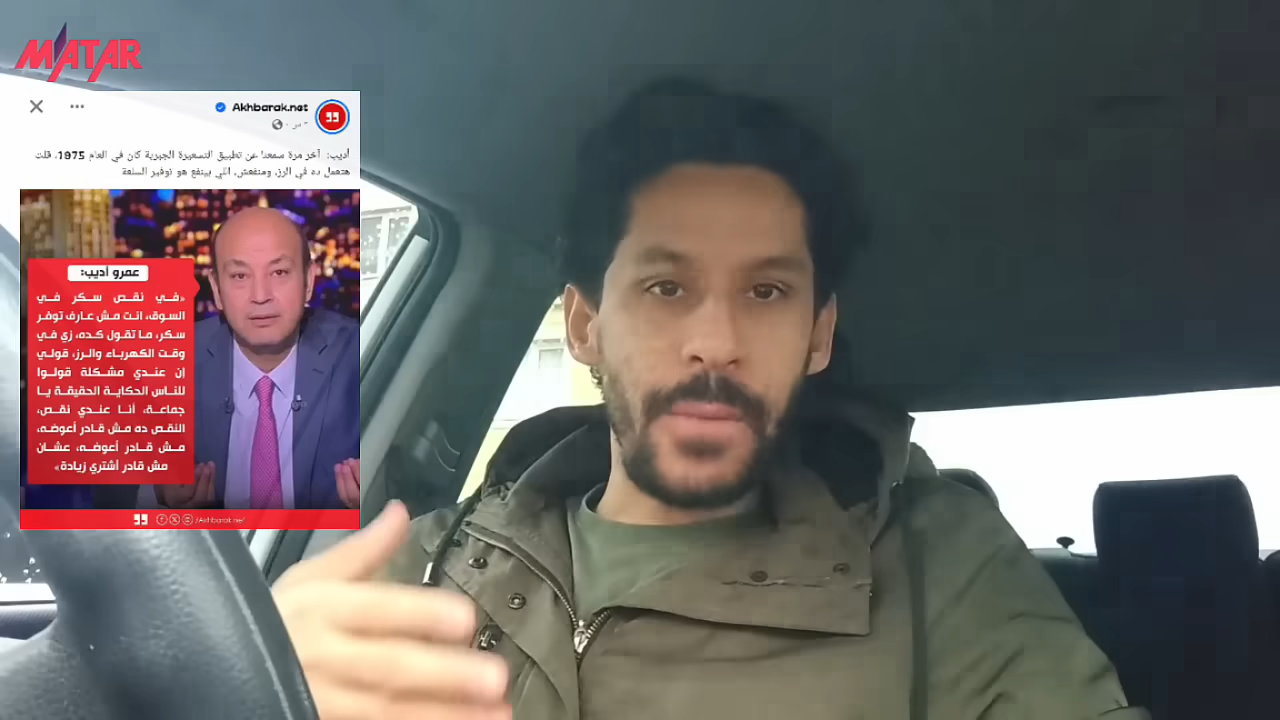 MATAR
Akhbarak.net
أديب: آخر مرة سمعنا عن تطبيق التسعيرة الجبرية كان في العام 1975، قلت
هتعمل ده في الرز، ومنفعش، اللي بينفع هو توفير السلعة
عمرو أديب:
«في نقص سكر في
السوق، انت مش عارف توفر
سكر، ما تقول كده، زي في
وقت الكهرباء والرز، قولي
إن عندي مشكلة قولوا
للناس الحكاية الحقيقة يا
جماعة، أنا عندي نقص،
النقص ده مش قادر أعوضه،
مش قادر أعوضه، عشان
مش قادر أشتري زيادة»
/Akhbarak.net